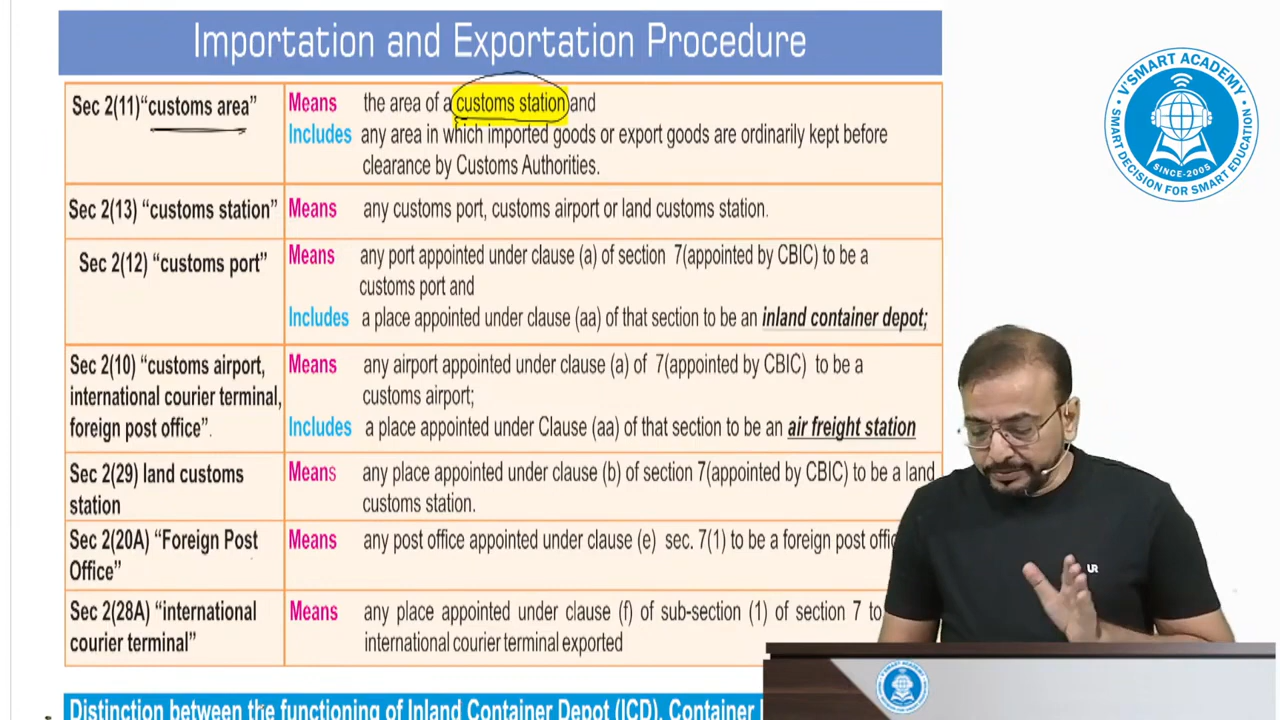 Importation and Exportation Procedure
Sec 2(11)“customs area” Means the area of a customs station and
Includes any area in which imported goods or export goods are ordinarily kept before
clearance by Customs Authorities.
Sec 2(13) “customs station” Means any customs port, customs airport or land customs station.
Sec 2(12) “customs port” Means any port appointed under clause (a) of section 7(appointed by CBIC) to be a
customs port and
Includes a place appointed under clause (aa) of that section to be an inland container depot;
Sec 2(10) “customs airport, Means any airport appointed under clause (a) of 7(appointed by CBIC) to be a
international courier terminal, customs airport;
foreign post office”. Includes a place appointed under Clause (aa) of that section to be an air freight station
Sec 2(29) land customs Means any place appointed under clause (b) of section 7(appointed by CBIC) to be a land
station customs station.
Sec 2(20A) “Foreign Post Means any post office appointed under clause (e) sec. 7(1) to be a foreign post
Office”
Sec 2(28A) “international Means any place appointed under clause (f) of sub-section (1) of section 7 to
courier terminal” international courier terminal exported
Distinction between the functioning of Inland Container Depot (ICD), Container
V'SMART ACADEMY
SINCE-2005
SMART DECISION FOR SMART EDUCATION
UR
V'SMART ACADEMY